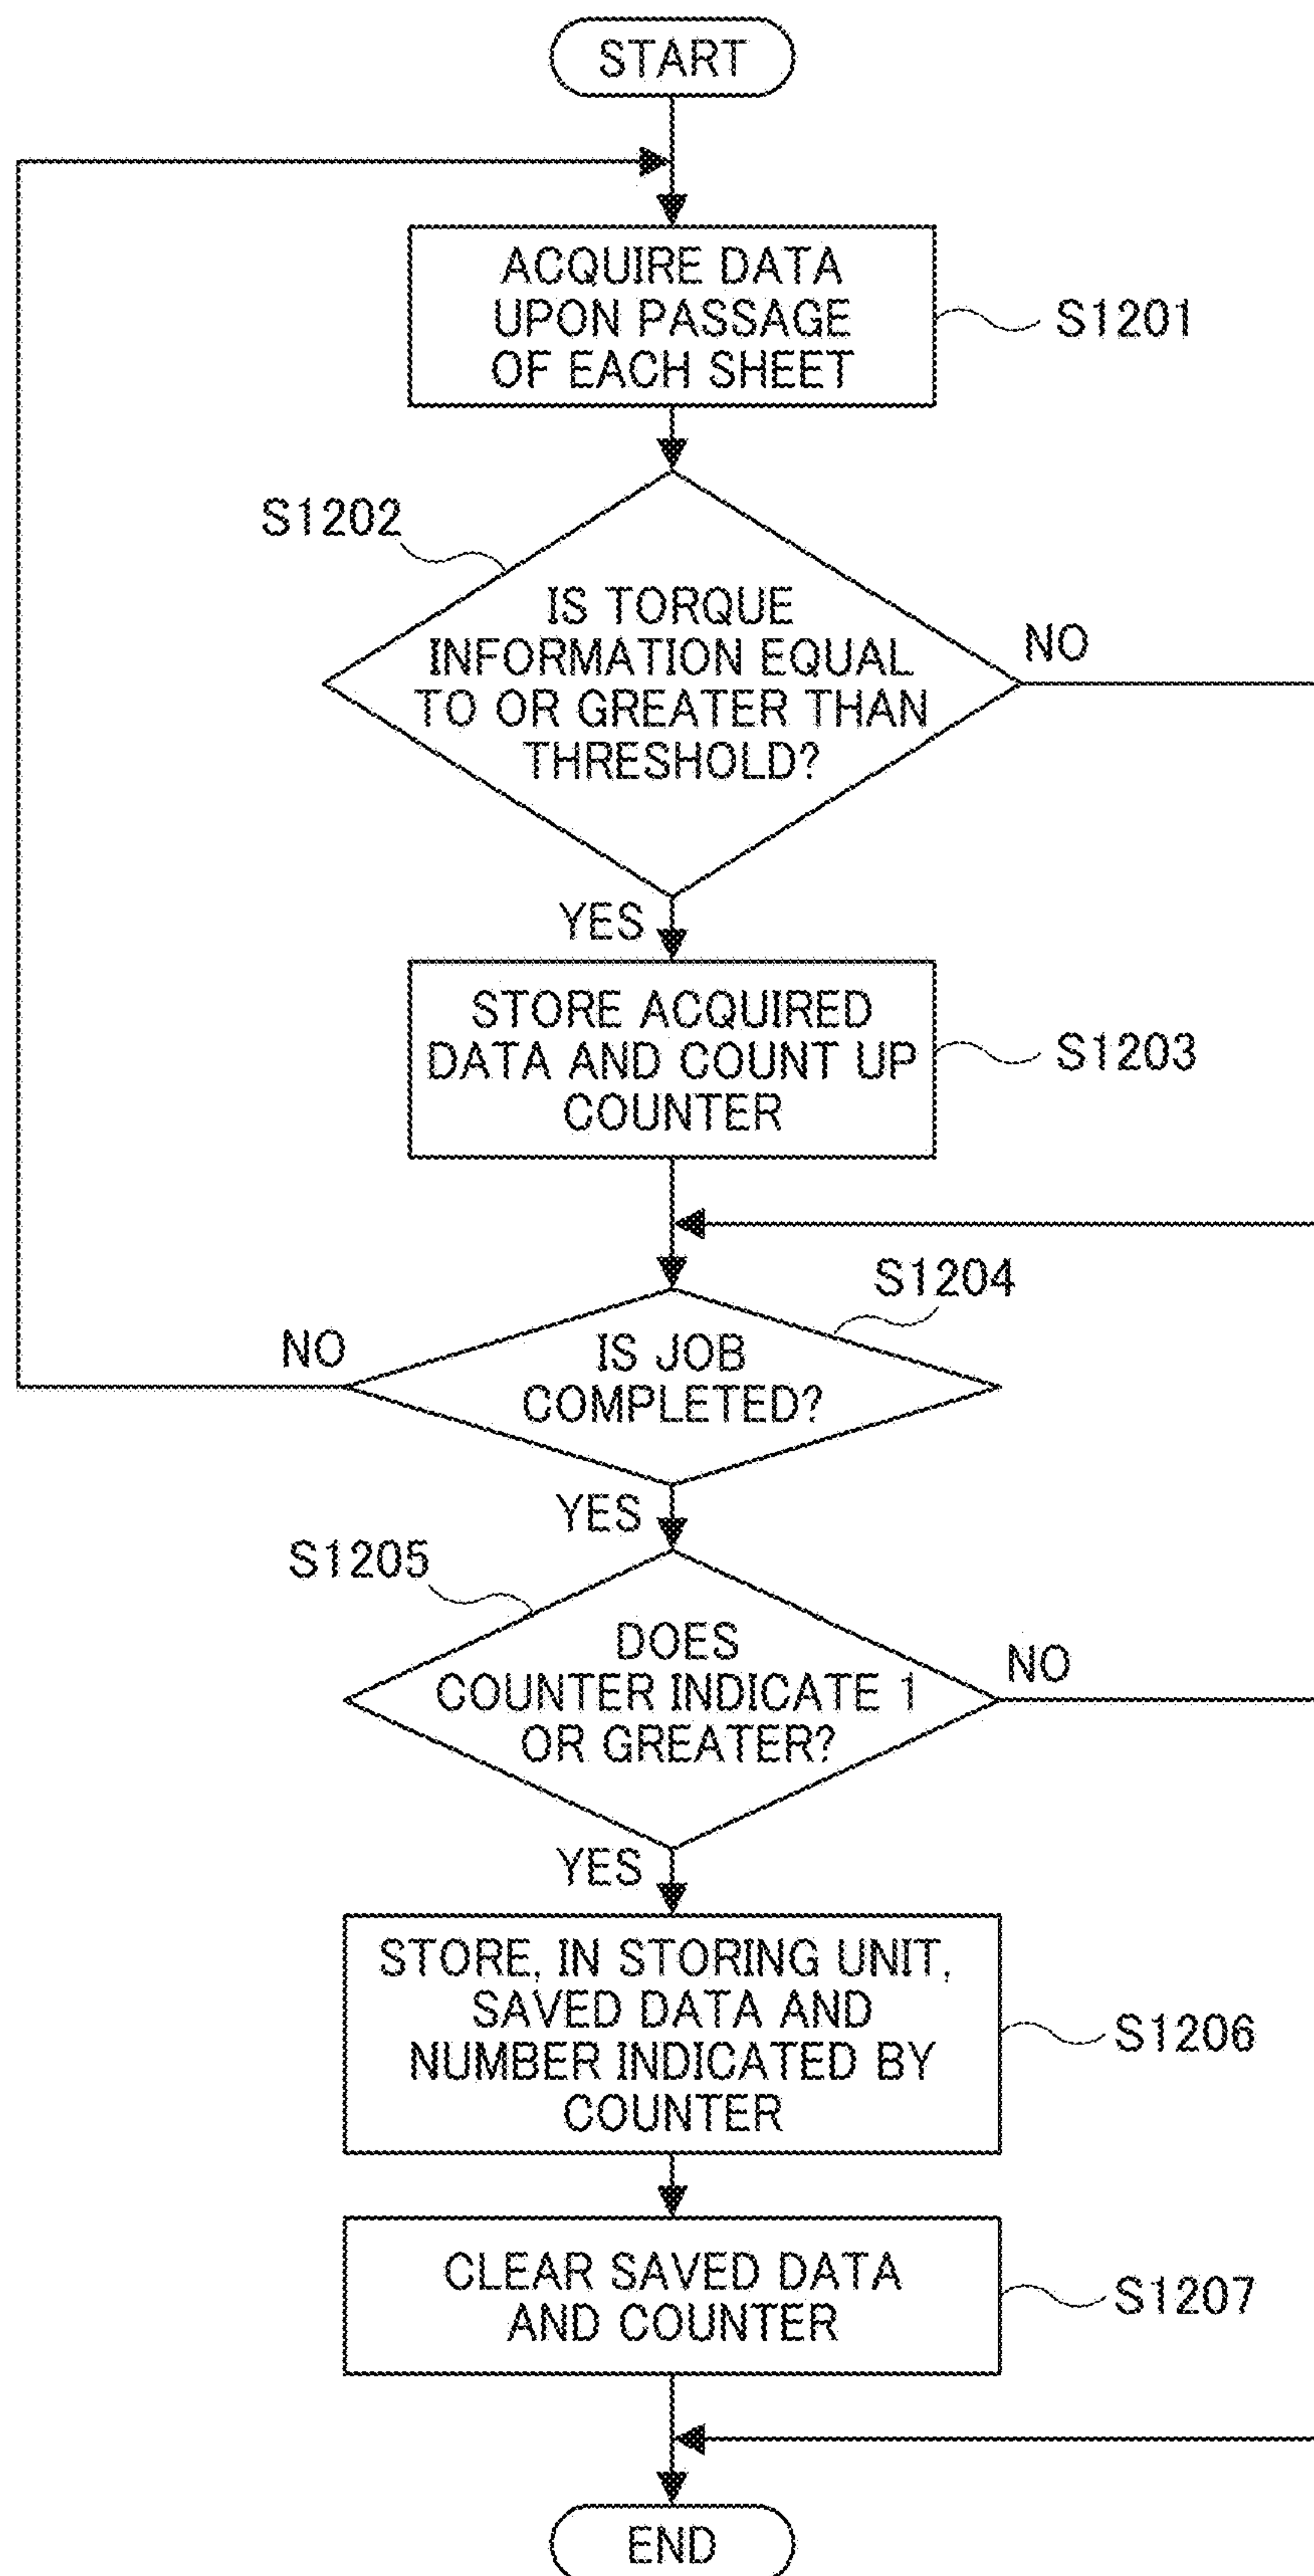 START
ACQUIRE DATA
UPON PASSAGE
OF EACH SHEET
S1201
S1202
IS TORQUE
INFORMATION EQUAL
TO OR GREATER THAN
THRESHOLD?
NO
YES
STORE ACQUIRED
DATA AND COUNT UP
COUNTER
S1203
S1204
NO
IS JOB
COMPLETED?
YES
S1205
DOES
COUNTER INDICATE 1
OR GREATER?
NO
YES
STORE, IN STORING UNIT,
SAVED DATA AND
NUMBER INDICATED BY
COUNTER
S1206
CLEAR SAVED DATA
AND COUNTER
S1207
END